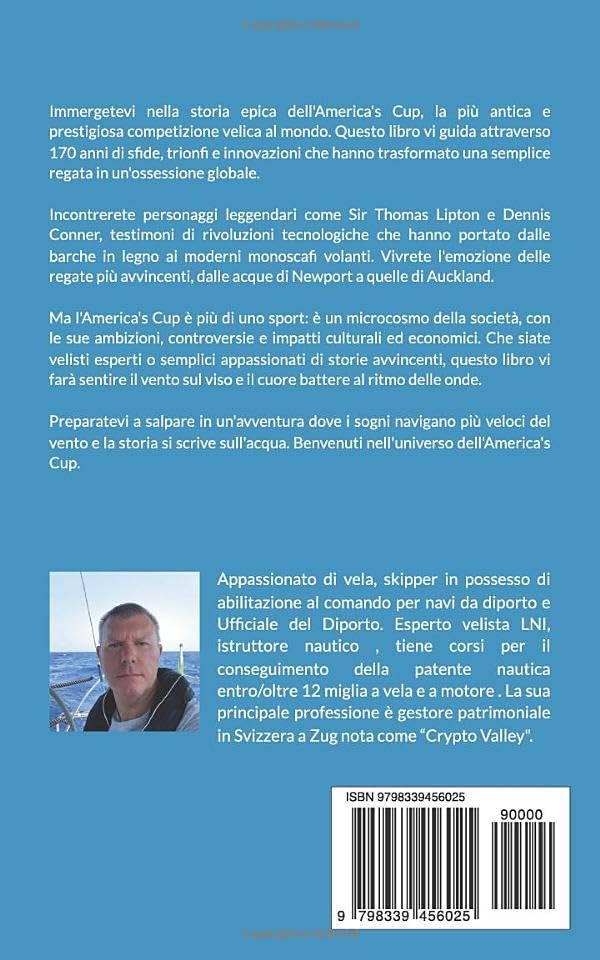 Immergetevi nella storia epica dell'America's Cup, la più antica e
prestigiosa competizione velica al mondo. Questo libro vi guida attraverso
170 anni di sfide, trionfi e innovazioni che hanno trasformato una semplice
regata in un'ossessione globale.
Incontrerete personaggi leggendari come Sir Thomas Lipton e Dennis
Conner, testimoni di rivoluzioni tecnologiche che hanno portato dalle
barche in legno ai moderni monoscafi volanti. Vivrete l'emozione delle
regate più avvincenti, dalle acque di Newport a quelle di Auckland.
Ma l'America's Cup è più di uno sport: è un microcosmo della società, con
le sue ambizioni, controversie e impatti culturali ed economici. Che siate
velisti esperti o semplici appassionati di storie avvincenti, questo libro vi
farà sentire il vento sul viso e il cuore battere al ritmo delle onde.
Preparatevi a salpare in un'avventura dove i sogni navigano più veloci del
vento e la storia si scrive sull'acqua. Benvenuti nell'universo dell'America's
Cup.
Appassionato di vela, skipper in possesso di
abilitazione al comando per navi da diporto e
Ufficiale del Diporto. Esperto velista LNI,
istruttore nautico , tiene corsi per il
conseguimento della patente nautica
entro/oltre 12 miglia a vela e a motore . La sua
principale professione è gestore patrimoniale
in Svizzera a Zug nota come “Crypto Valley".
ISBN 9798339456025
90000
9 798339 456025